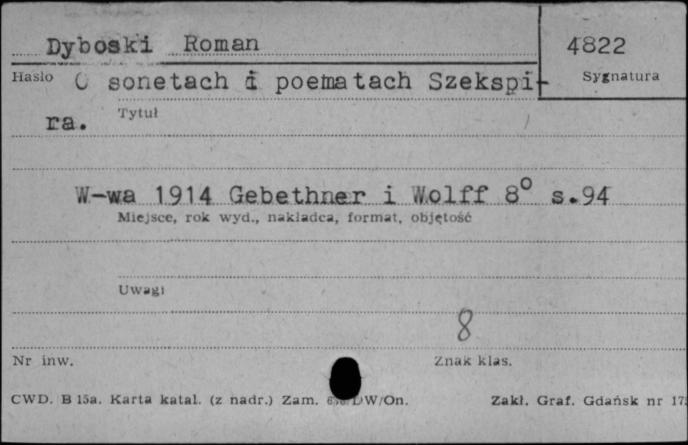 Dyboski Roman
4822
Hasło O sonetach i poematach Szekspi-
Sygnatura
ra. Tytuł
W-wa 1914 Gebethner i Wolff 8° s.94
Miejsce, rok wyd., nakładca, format, objętość
Uwagi
8
Nr inw. Znak klas.
CWD. B 15a. Karta katal. (z nadr.) Zam. DW/On. Zakł. Graf. Gdańsk nr